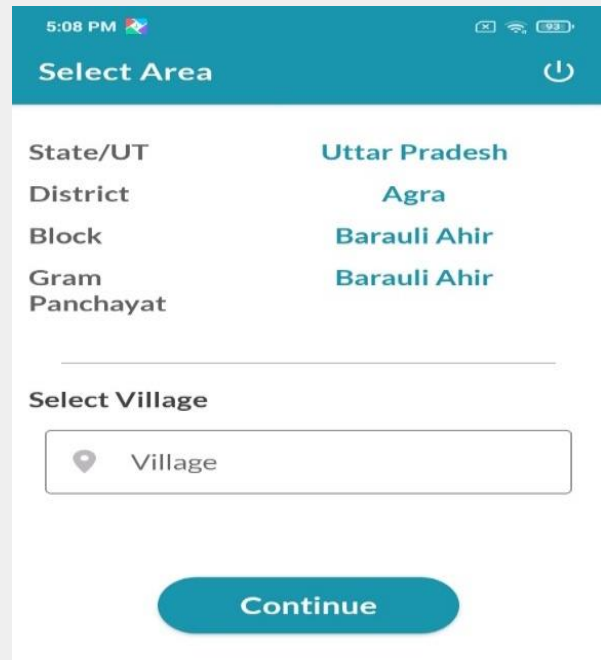 5:08 PM 93
Select Area
State/UT Uttar Pradesh
District Agra
Block Barauli Ahir
Gram Panchayat Barauli Ahir
Select Village
Village
Continue